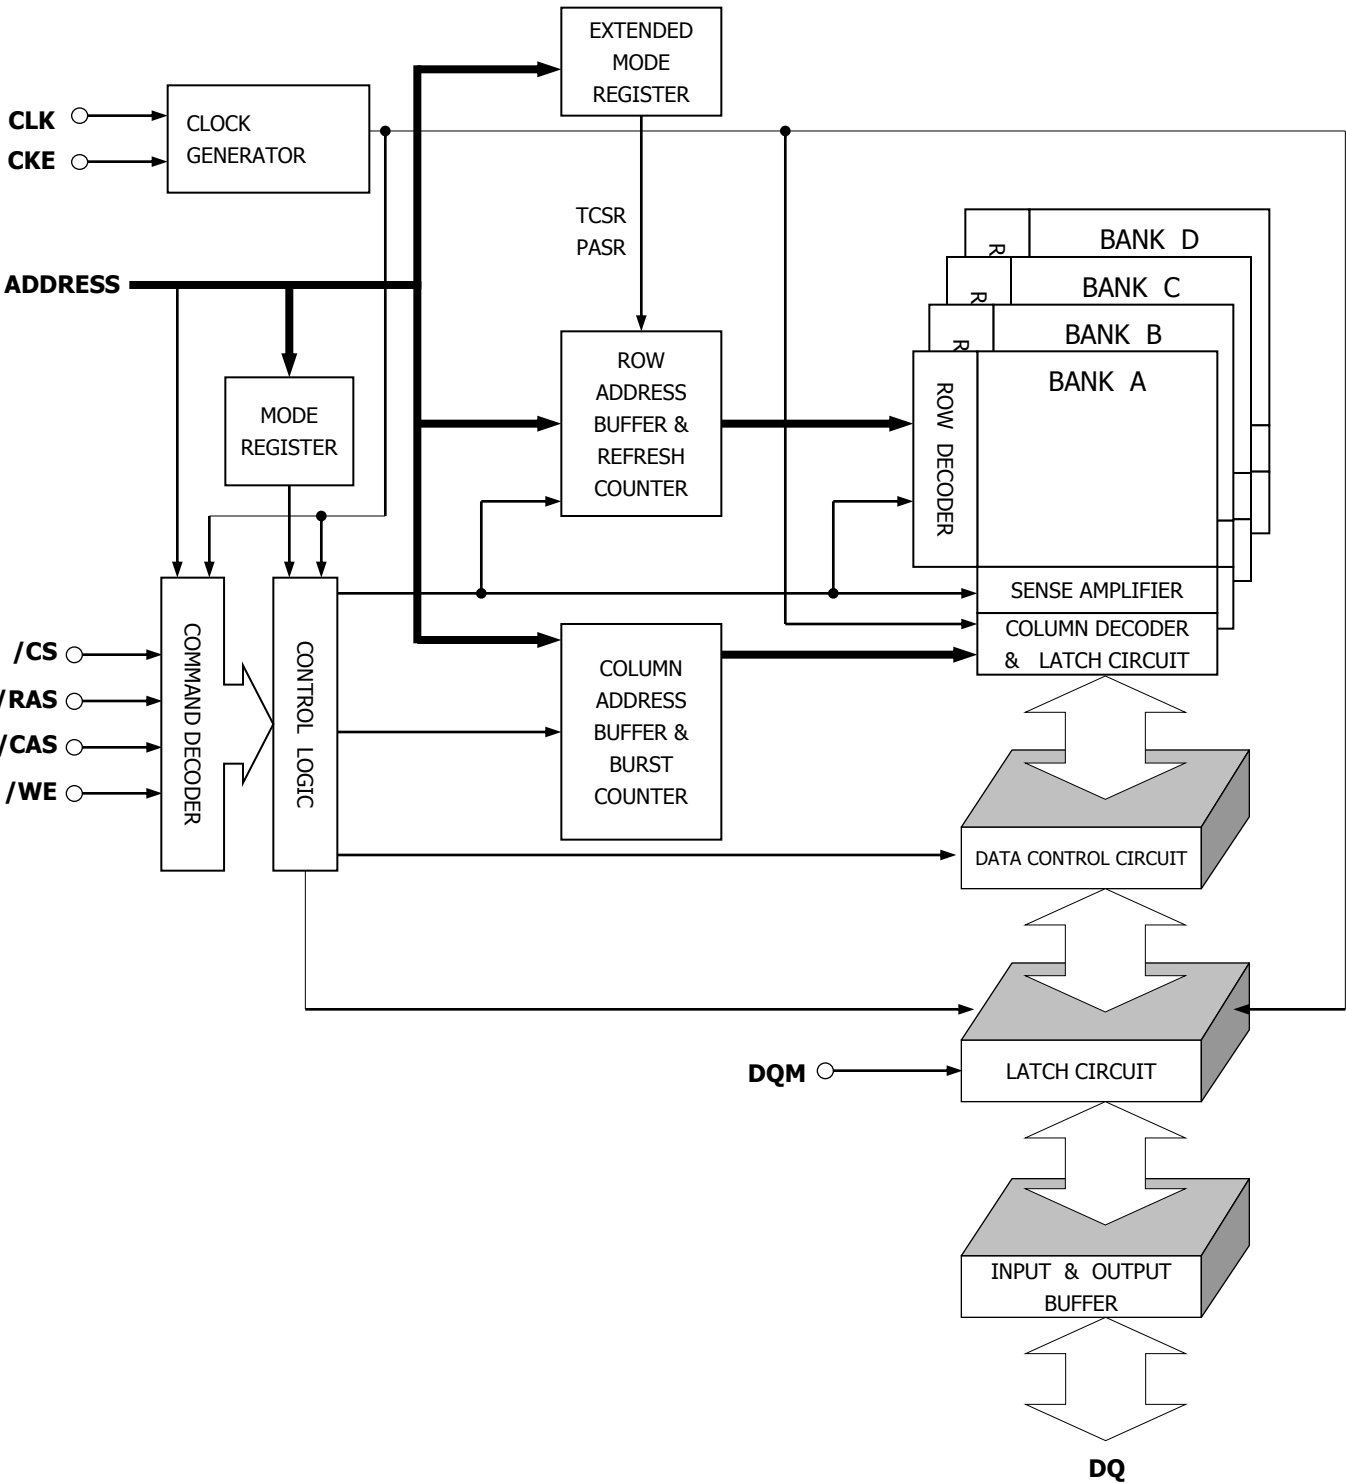 EXTENDED
MODE
REGISTER
CLK
CKE
CLOCK
GENERATOR
TCSR
PASR
ADDRESS
R
BANK D
R
BANK C
R
BANK B
BANK A
ROW DECODER
ROW
ADDRESS
BUFFER &
REFRESH
COUNTER
MODE
REGISTER
SENSE AMPLIFIER
COLUMN DECODER
& LATCH CIRCUIT
/CS
/RAS
/CAS
/WE
COMMAND DECODER
CONTROL LOGIC
COLUMN
ADDRESS
BUFFER &
BURST
COUNTER
DATA CONTROL CIRCUIT
DQM
LATCH CIRCUIT
INPUT & OUTPUT
BUFFER
DQ